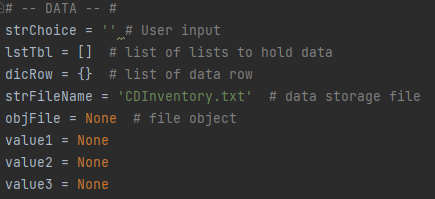 # -- DATA -- #
strChoice = '' # User input
lstTbl = []  # list of lists to hold data
dicRow = {}  # list of data row
strFileName = 'CDInventory.txt'  # data storage file
objFile = None  # file object
value1 = None
value2 = None
value3 = None